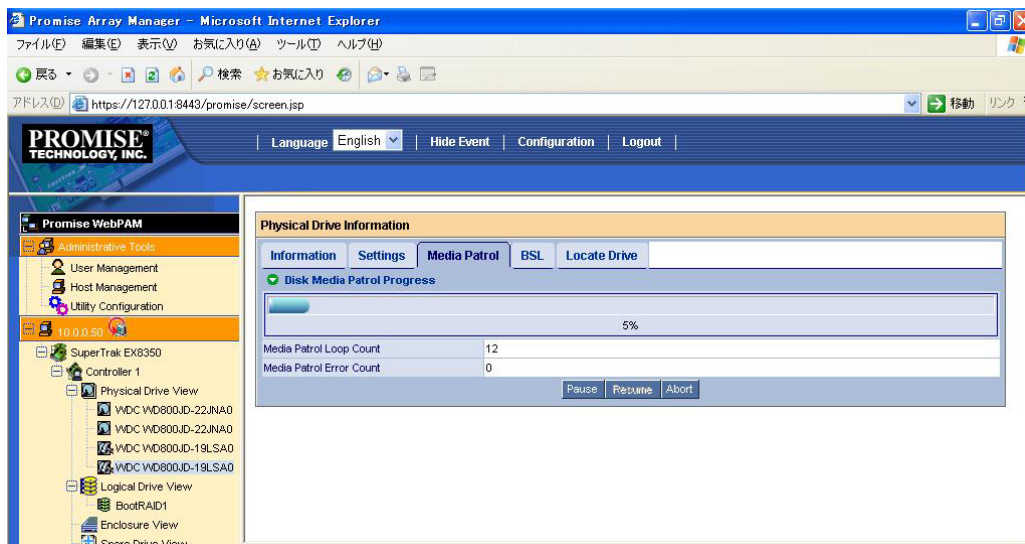 Promise Array Manager - Microsoft Internet Explorer
ファイル(F) 編集(E) 表示(V) お気に入り(A) ツール(T) ヘルプ(H)
戻る 検索 お気に入り
アドレス(D) https://127.0.0.1:8443/promise/screen.jsp 移動 リンク
PROMISE®
TECHNOLOGY, INC.
| Language English | Hide Event | Configuration | Logout |
Promise WebPAM
Administrative Tools
User Management
Host Management
Utility Configuration
10.0.0.50
SuperTrak EX8350
Controller 1
Physical Drive View
WDC WD800JD-22JNA0
WDC WD800JD-22JNA0
WDC WD800JD-19LSA0
WDC WD800JD-19LSA0
Logical Drive View
BootRAID1
Enclosure View
Spare Drive View
Physical Drive Information
Information Settings Media Patrol BSL Locate Drive
Disk Media Patrol Progress
5%
Media Patrol Loop Count 12
Media Patrol Error Count 0
Pause Resume Abort